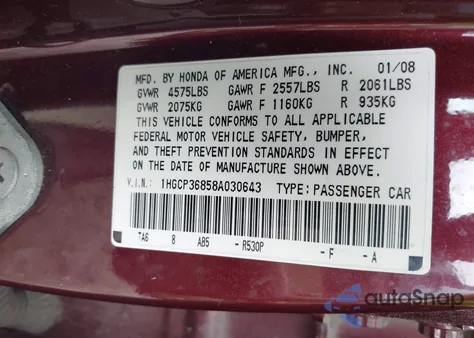 MFD. BY HONDA OF AMERICA MFG., INC. 01/08
GVWR 4575LBS GAWR F 2557LBS R 2061LBS
GVWR 2075KG GAWR F 1160KG R 935KG
THIS VEHICLE CONFORMS TO ALL APPLICABLE
FEDERAL MOTOR VEHICLE SAFETY, BUMPER,
AND THEFT PREVENTION STANDARDS IN EFFECT
ON THE DATE OF MANUFACTURE SHOWN ABOVE.
V.I.N.: 1HGCP36858A030643 TYPE: PASSENGER CAR
TA6 8 AB5 - R530P - F - A
autoSnap